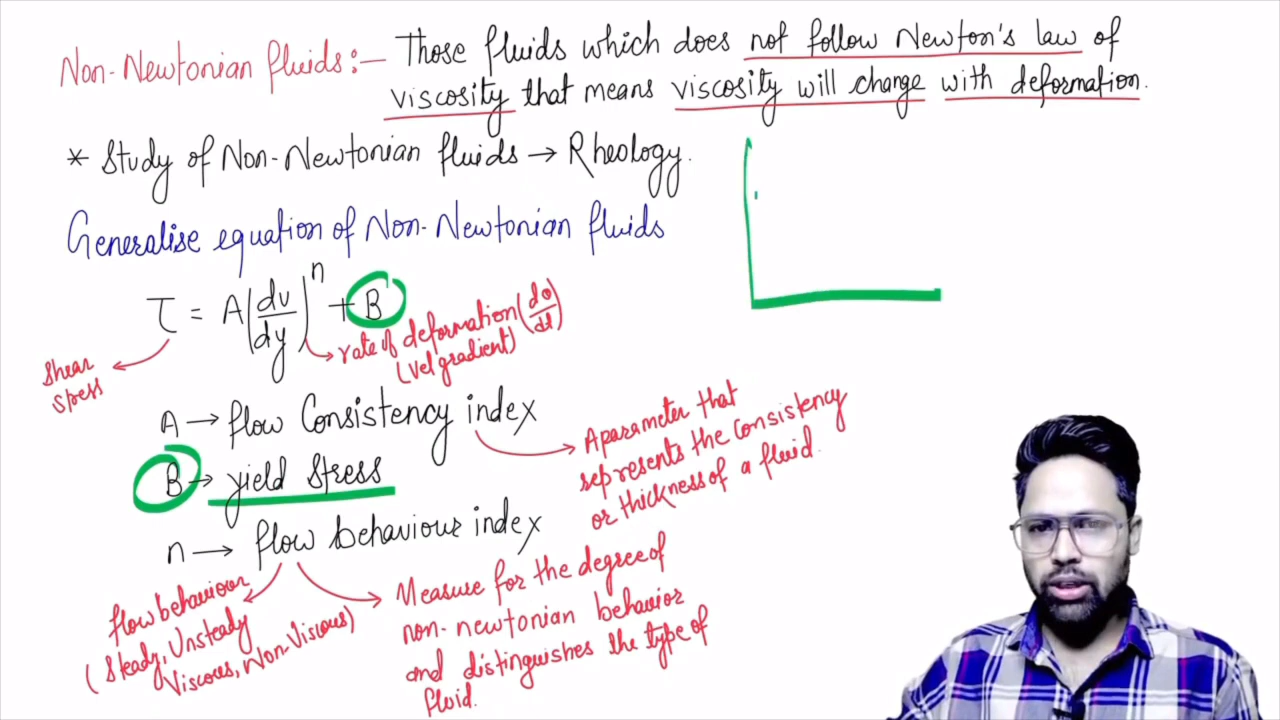 Non-Newtonian fluids:- Those fluids which does not follow Newton's law of
viscosity that means viscosity will change with deformation.
* Study of Non-Newtonian fluids → Rheology.
Generalise equation of Non-Newtonian fluids
τ = A(du/dy)^n + B
rate of deformation (dθ/dt)
(vel gradient)
Shear
stress
A → flow Consistency index
A parameter that
represents the consistency
or thickness of a fluid.
B → yield stress
n → flow behaviour index
flow behaviour
(Steady, Unsteady
Viscous, Non-Viscous)
Measure for the degree of
non-newtonian behavior
and distinguishes the type of
fluid.